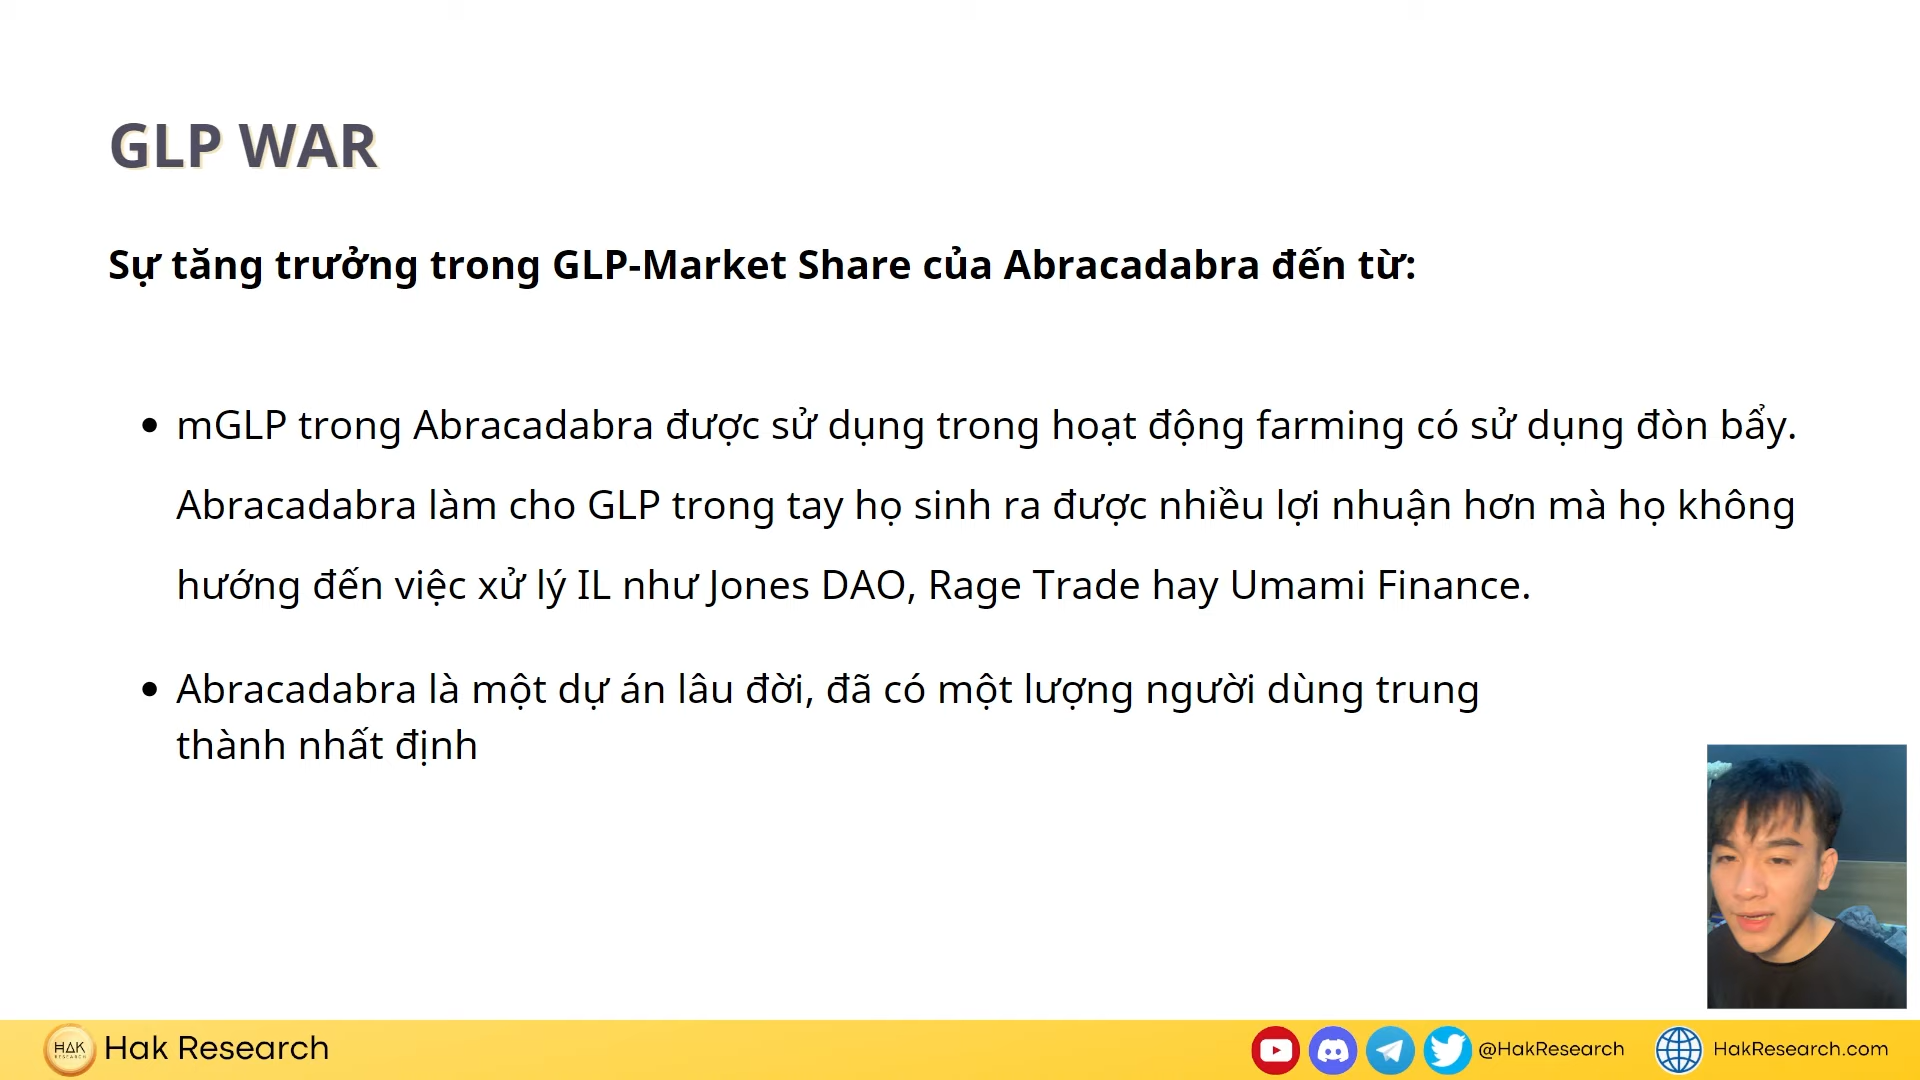 GLP WAR
Sự tăng trưởng trong GLP-Market Share của Abracadabra đến từ:
• mGLP trong Abracadabra được sử dụng trong hoạt động farming có sử dụng đòn bẩy.
Abracadabra làm cho GLP trong tay họ sinh ra được nhiều lợi nhuận hơn mà họ không
hướng đến việc xử lý IL như Jones DAO, Rage Trade hay Umami Finance.
• Abracadabra là một dự án lâu đời, đã có một lượng người dùng trung
thành nhất định
HAK
RESEARCH
Hak Research
@HakResearch
HakResearch.com